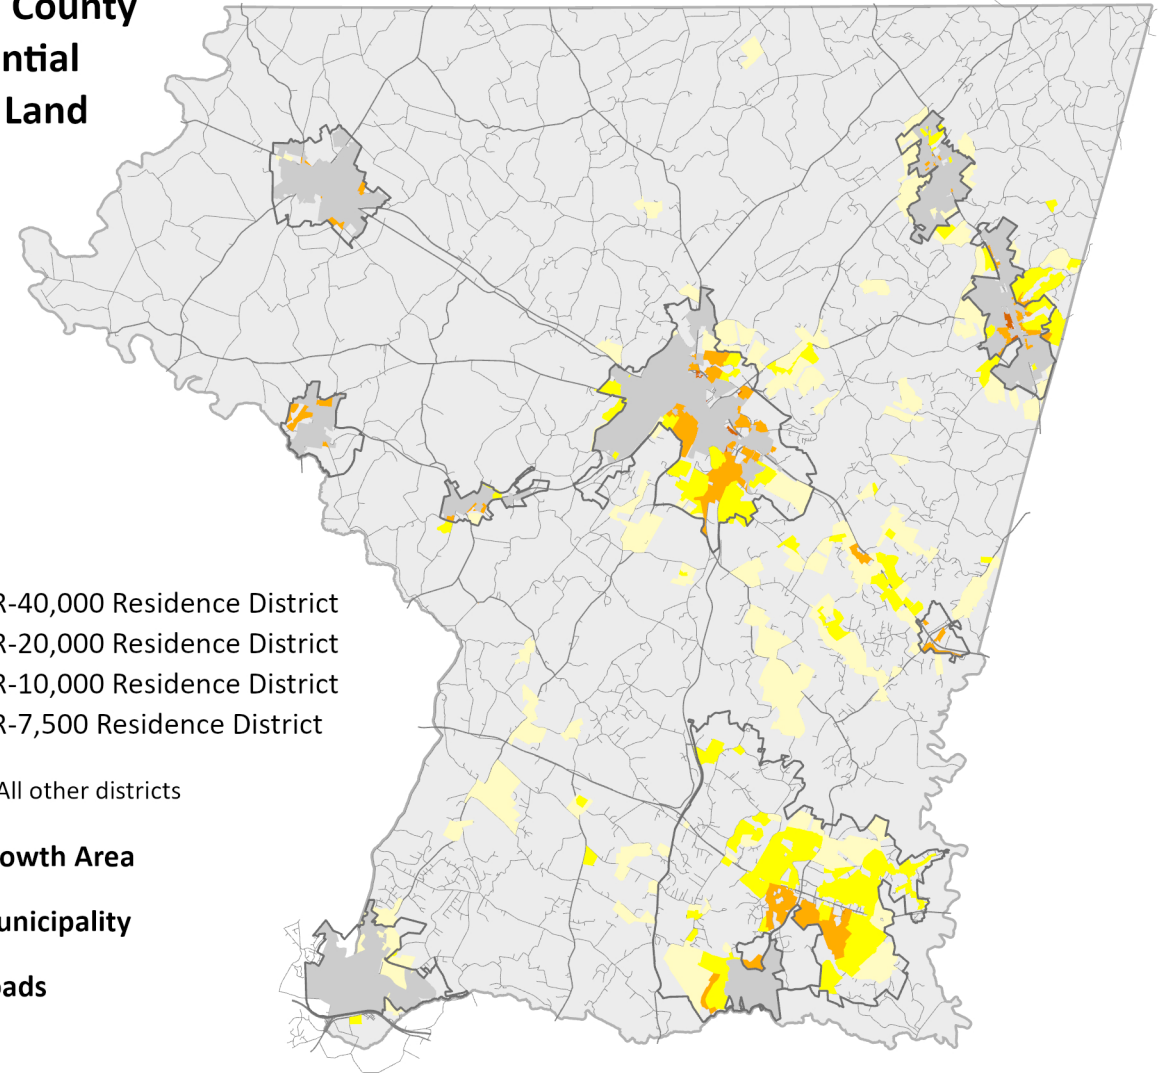 County
ntial
Land
R-40,000 Residence District
R-20,000 Residence District
R-10,000 Residence District
R-7,500 Residence District
All other districts
owth Area
unicipality
oads